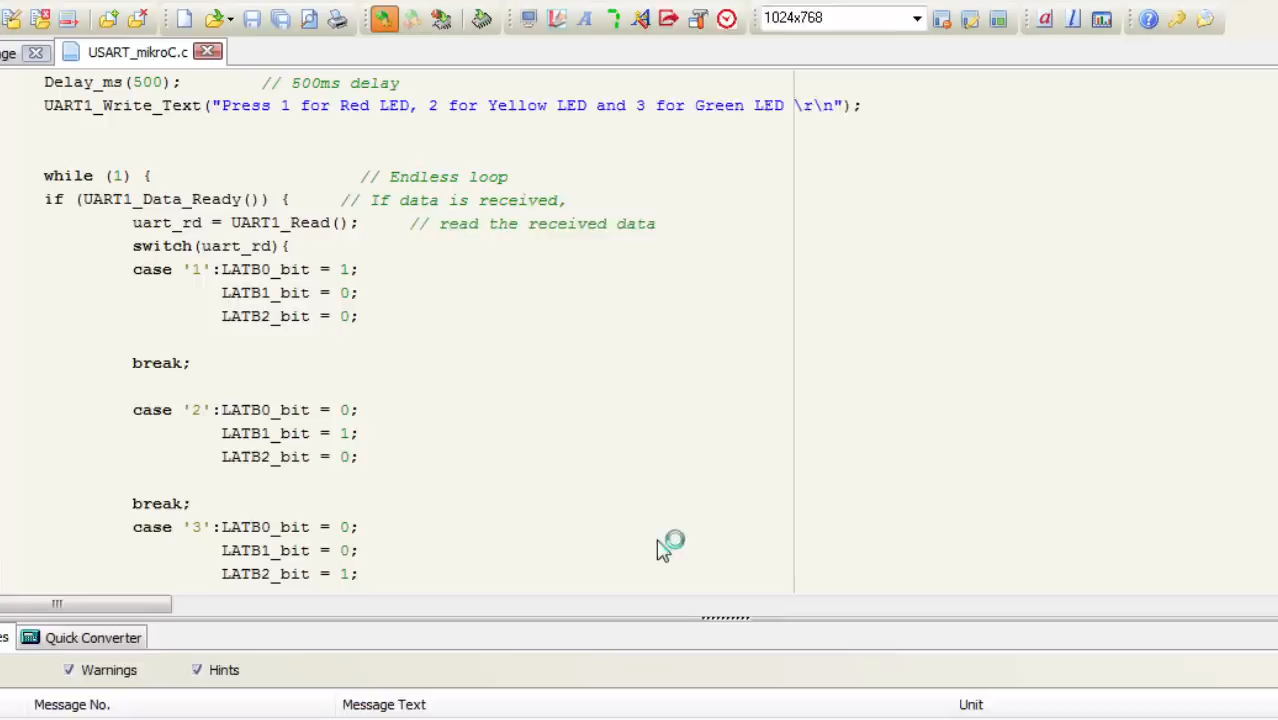 1024x768
ge
USART_mikroC.c
Delay_ms(500); // 500ms delay
UART1_Write_Text("Press 1 for Red LED, 2 for Yellow LED and 3 for Green LED \r\n");
while (1) { // Endless loop
if (UART1_Data_Ready()) { // If data is received,
uart_rd = UART1_Read(); // read the received data
switch(uart_rd){
case '1':LATB0_bit = 1;
LATB1_bit = 0;
LATB2_bit = 0;
break;
case '2':LATB0_bit = 0;
LATB1_bit = 1;
LATB2_bit = 0;
break;
case '3':LATB0_bit = 0;
LATB1_bit = 0;
LATB2_bit = 1;
es Quick Converter
Warnings Hints
Message No. Message Text Unit